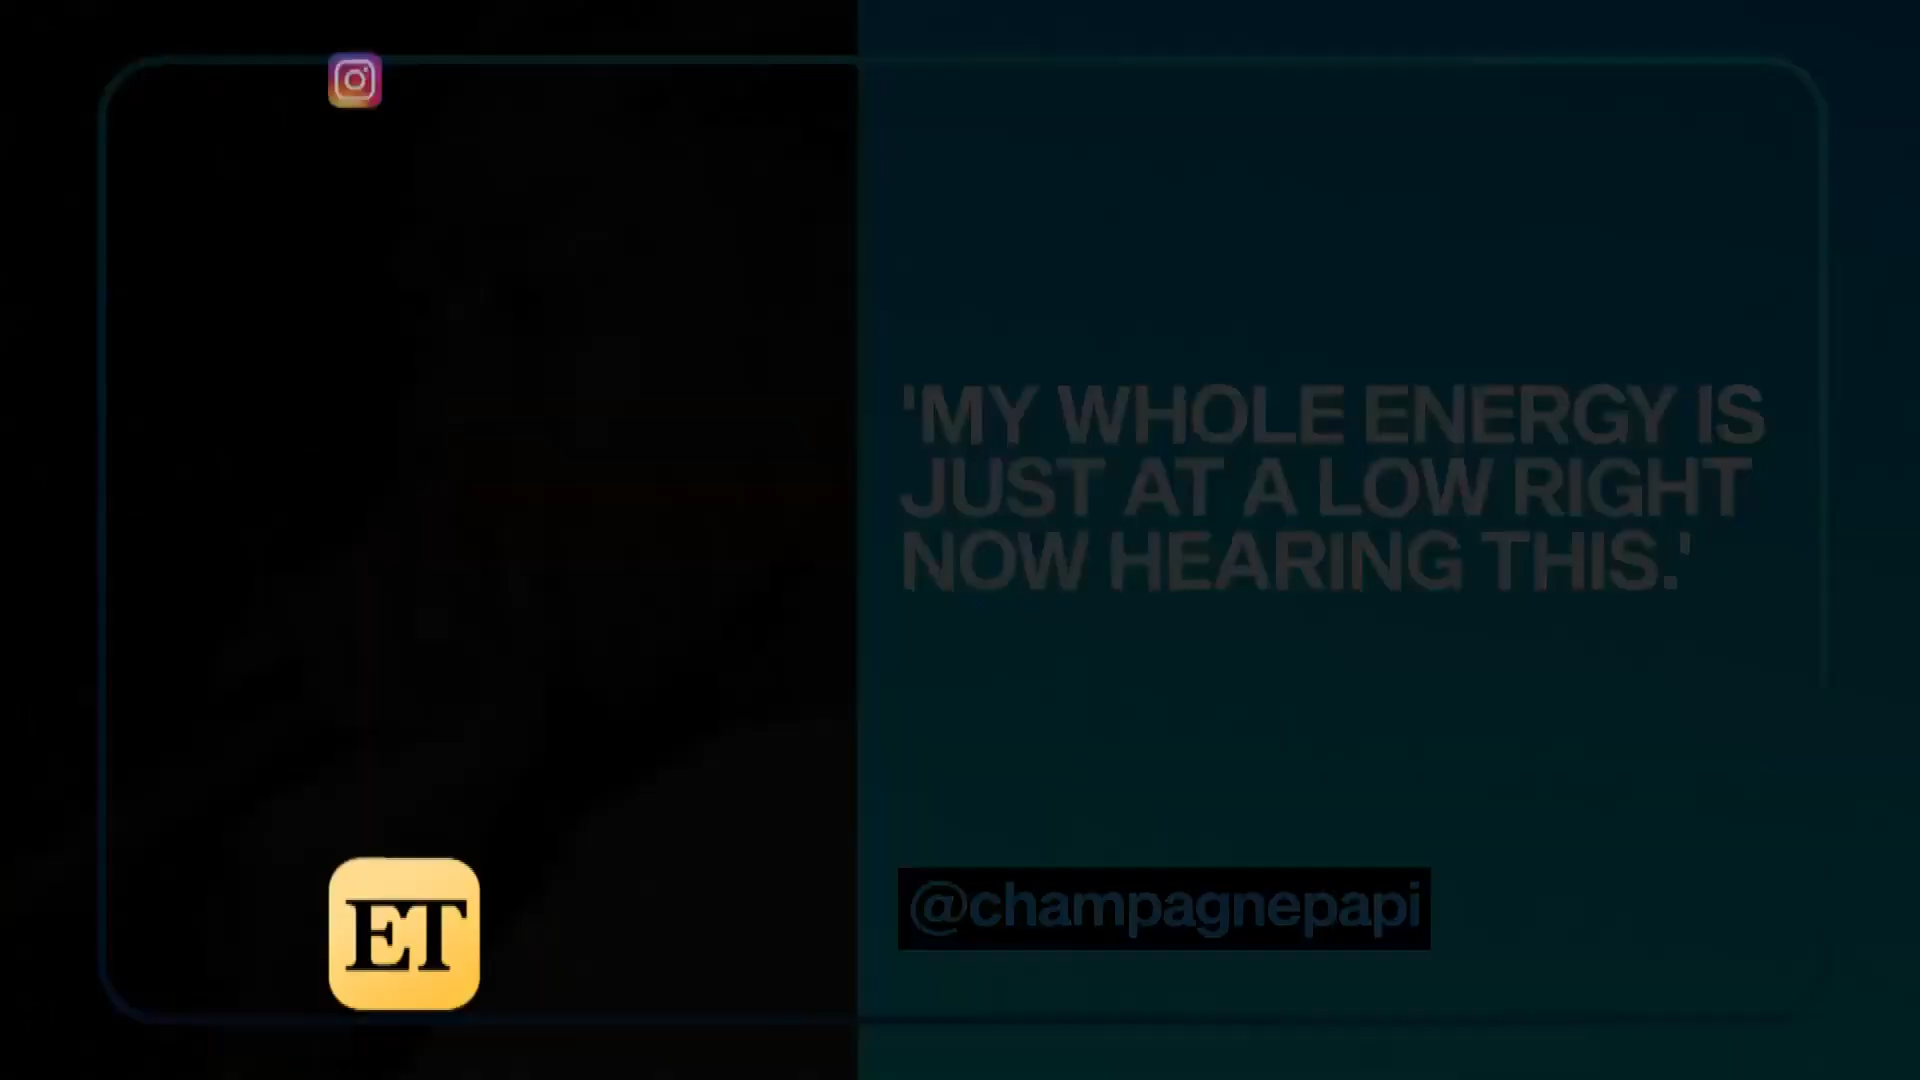 'MY WHOLE ENERGY IS
JUST AT A LOW RIGHT
NOW HEARING THIS.'
@champagnepapi
ET